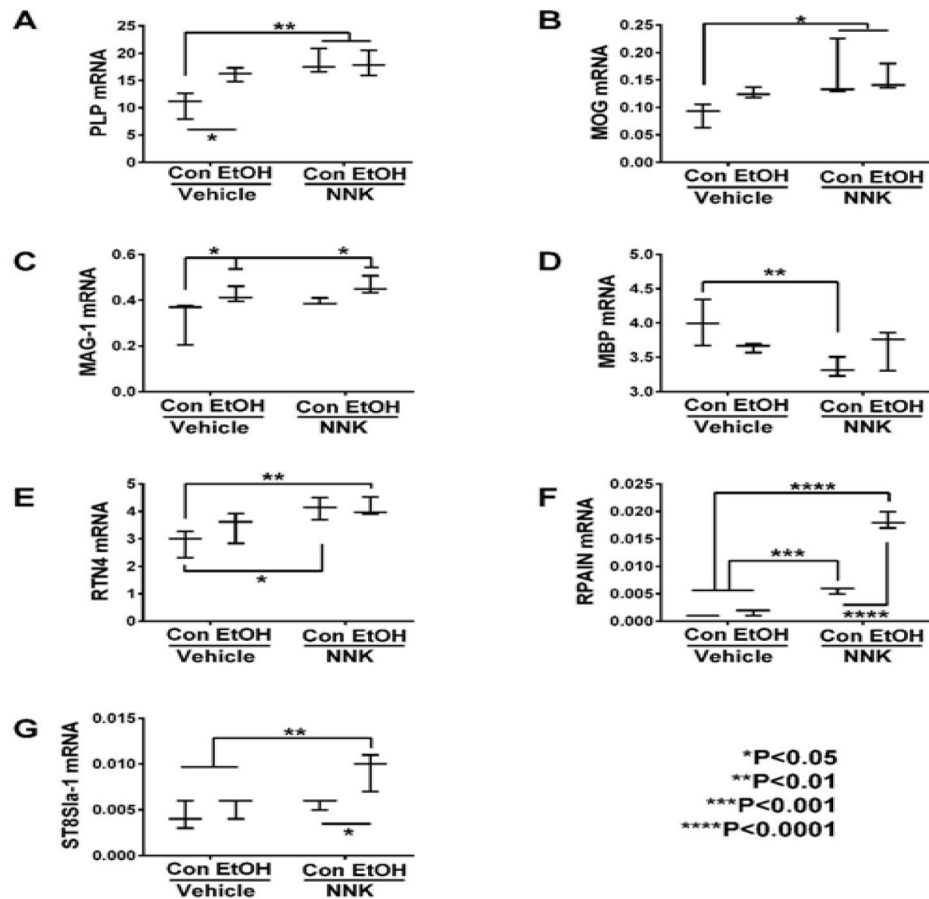 A
PLP mRNA
25
20
15
10
5
0
**
*
Con EtOH Con EtOH
Vehicle NNK
B
MOG mRNA
0.25
0.20
0.15
0.10
0.05
0.00
*
Con EtOH Con EtOH
Vehicle NNK
C
MAG-1 mRNA
0.6
0.4
0.2
0.0
* *
Con EtOH Con EtOH
Vehicle NNK
D
MBP mRNA
5.0
4.5
4.0
3.5
3.0
**
Con EtOH Con EtOH
Vehicle NNK
E
RTN4 mRNA
5
4
3
2
1
0
**
*
Con EtOH Con EtOH
Vehicle NNK
F
RPAIN mRNA
0.025
0.020
0.015
0.010
0.005
0.000
****
***
****
Con EtOH Con EtOH
Vehicle NNK
G
ST8SIa-1 mRNA
0.015
0.010
0.005
0.000
**
*
Con EtOH Con EtOH
Vehicle NNK
*P<0.05
**P<0.01
***P<0.001
****P<0.0001